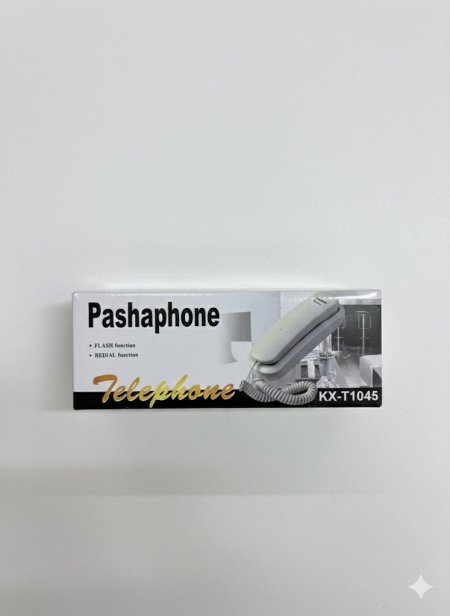 Pashaphone
• FLASH function
• REDIAL function
Telephone
KX-T1045